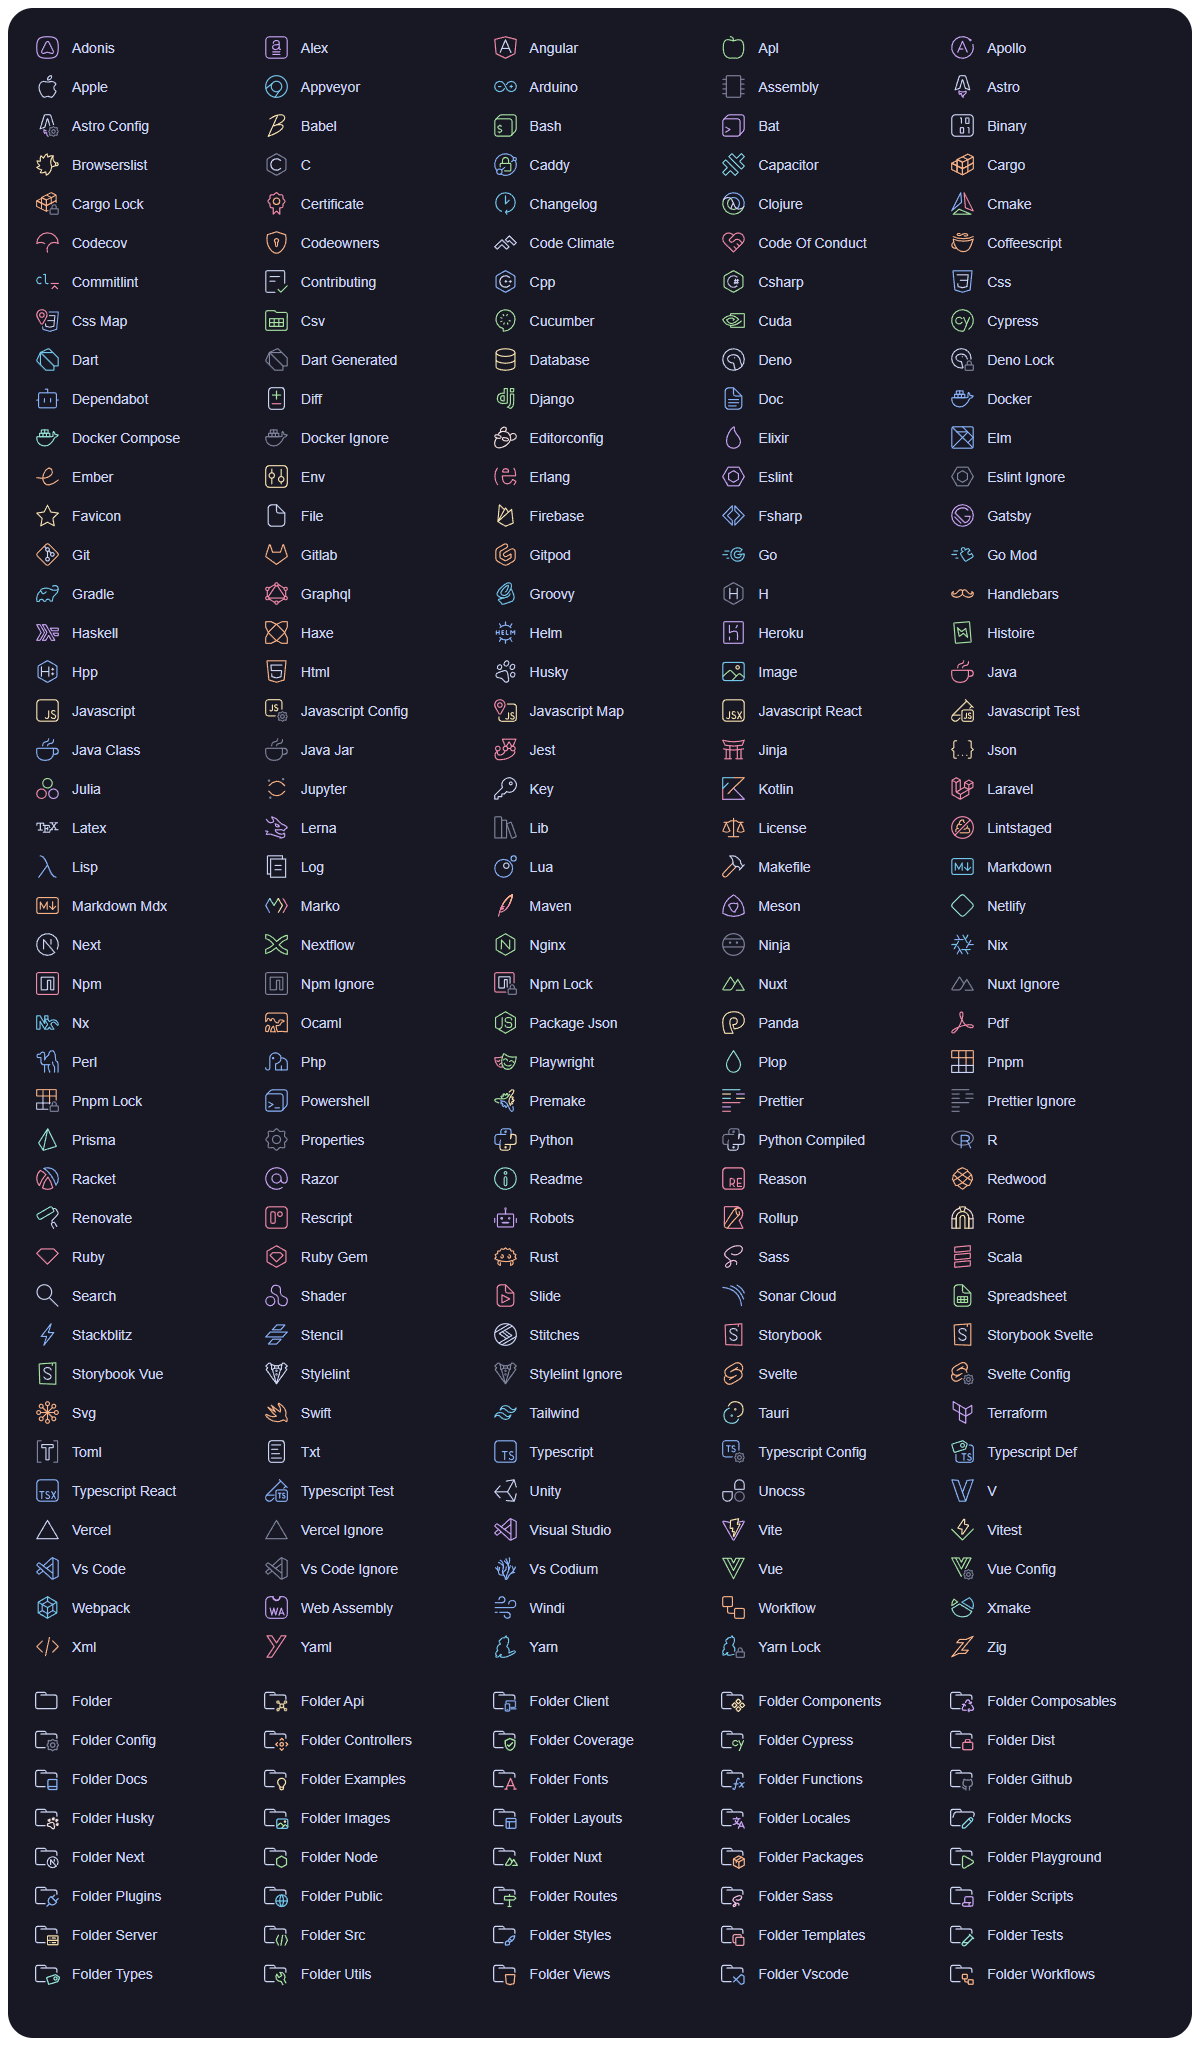 Adonis Alex Angular Apl Apollo
Apple Appveyor Arduino Assembly Astro
Astro Config Babel Bash Bat Binary
Browserslist C Caddy Capacitor Cargo
Cargo Lock Certificate Changelog Clojure Cmake
Codecov Codeowners Code Climate Code Of Conduct Coffeescript
Commitlint Contributing Cpp Csharp Css
Css Map Csv Cucumber Cuda Cypress
Dart Dart Generated Database Deno Deno Lock
Dependabot Diff Django Doc Docker
Docker Compose Docker Ignore Editorconfig Elixir Elm
Ember Env Erlang Eslint Eslint Ignore
Favicon File Firebase Fsharp Gatsby
Git Gitlab Gitpod Go Go Mod
Gradle Graphql Groovy H Handlebars
Haskell Haxe Helm Heroku Histoire
Hpp Html Husky Image Java
Javascript Javascript Config Javascript Map Javascript React Javascript Test
Java Class Java Jar Jest Jinja Json
Julia Jupyter Key Kotlin Laravel
Latex Lerna Lib License Lintstaged
Lisp Log Lua Makefile Markdown
Markdown Mdx Marko Maven Meson Netlify
Next Nextflow Nginx Ninja Nix
Npm Npm Ignore Npm Lock Nuxt Nuxt Ignore
Nx Ocaml Package Json Panda Pdf
Perl Php Playwright Plop Pnpm
Pnpm Lock Powershell Premake Prettier Prettier Ignore
Prisma Properties Python Python Compiled R
Racket Razor Readme Reason Redwood
Renovate Rescript Robots Rollup Rome
Ruby Ruby Gem Rust Sass Scala
Search Shader Slide Sonar Cloud Spreadsheet
Stackblitz Stencil Stitches Storybook Storybook Svelte
Storybook Vue Stylelint Stylelint Ignore Svelte Svelte Config
Svg Swift Tailwind Tauri Terraform
Toml Txt Typescript Typescript Config Typescript Def
Typescript React Typescript Test Unity Unocss V
Vercel Vercel Ignore Visual Studio Vite Vitest
Vs Code Vs Code Ignore Vs Codium Vue Vue Config
Webpack Web Assembly Windi Workflow Xmake
Xml Yaml Yarn Yarn Lock Zig
Folder Folder Api Folder Client Folder Components Folder Composables
Folder Config Folder Controllers Folder Coverage Folder Cypress Folder Dist
Folder Docs Folder Examples Folder Fonts Folder Functions Folder Github
Folder Husky Folder Images Folder Layouts Folder Locales Folder Mocks
Folder Next Folder Node Folder Nuxt Folder Packages Folder Playground
Folder Plugins Folder Public Folder Routes Folder Sass Folder Scripts
Folder Server Folder Src Folder Styles Folder Templates Folder Tests
Folder Types Folder Utils Folder Views Folder Vscode Folder Workflows